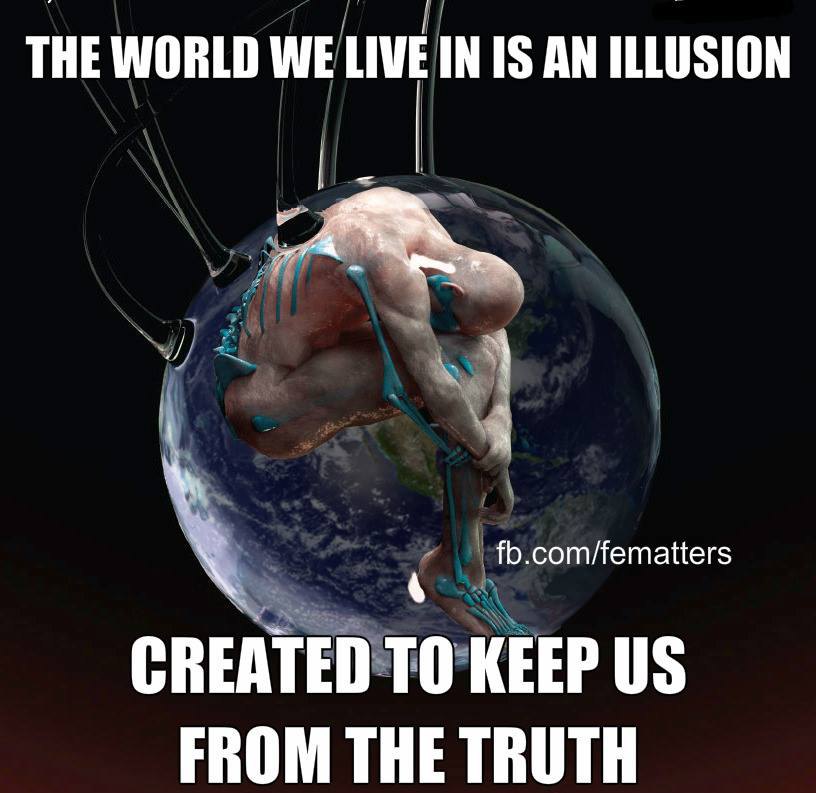 THE WORLD WE LIVE IN IS AN ILLUSION
fb.com/fematters
CREATED TO KEEP US
FROM THE TRUTH